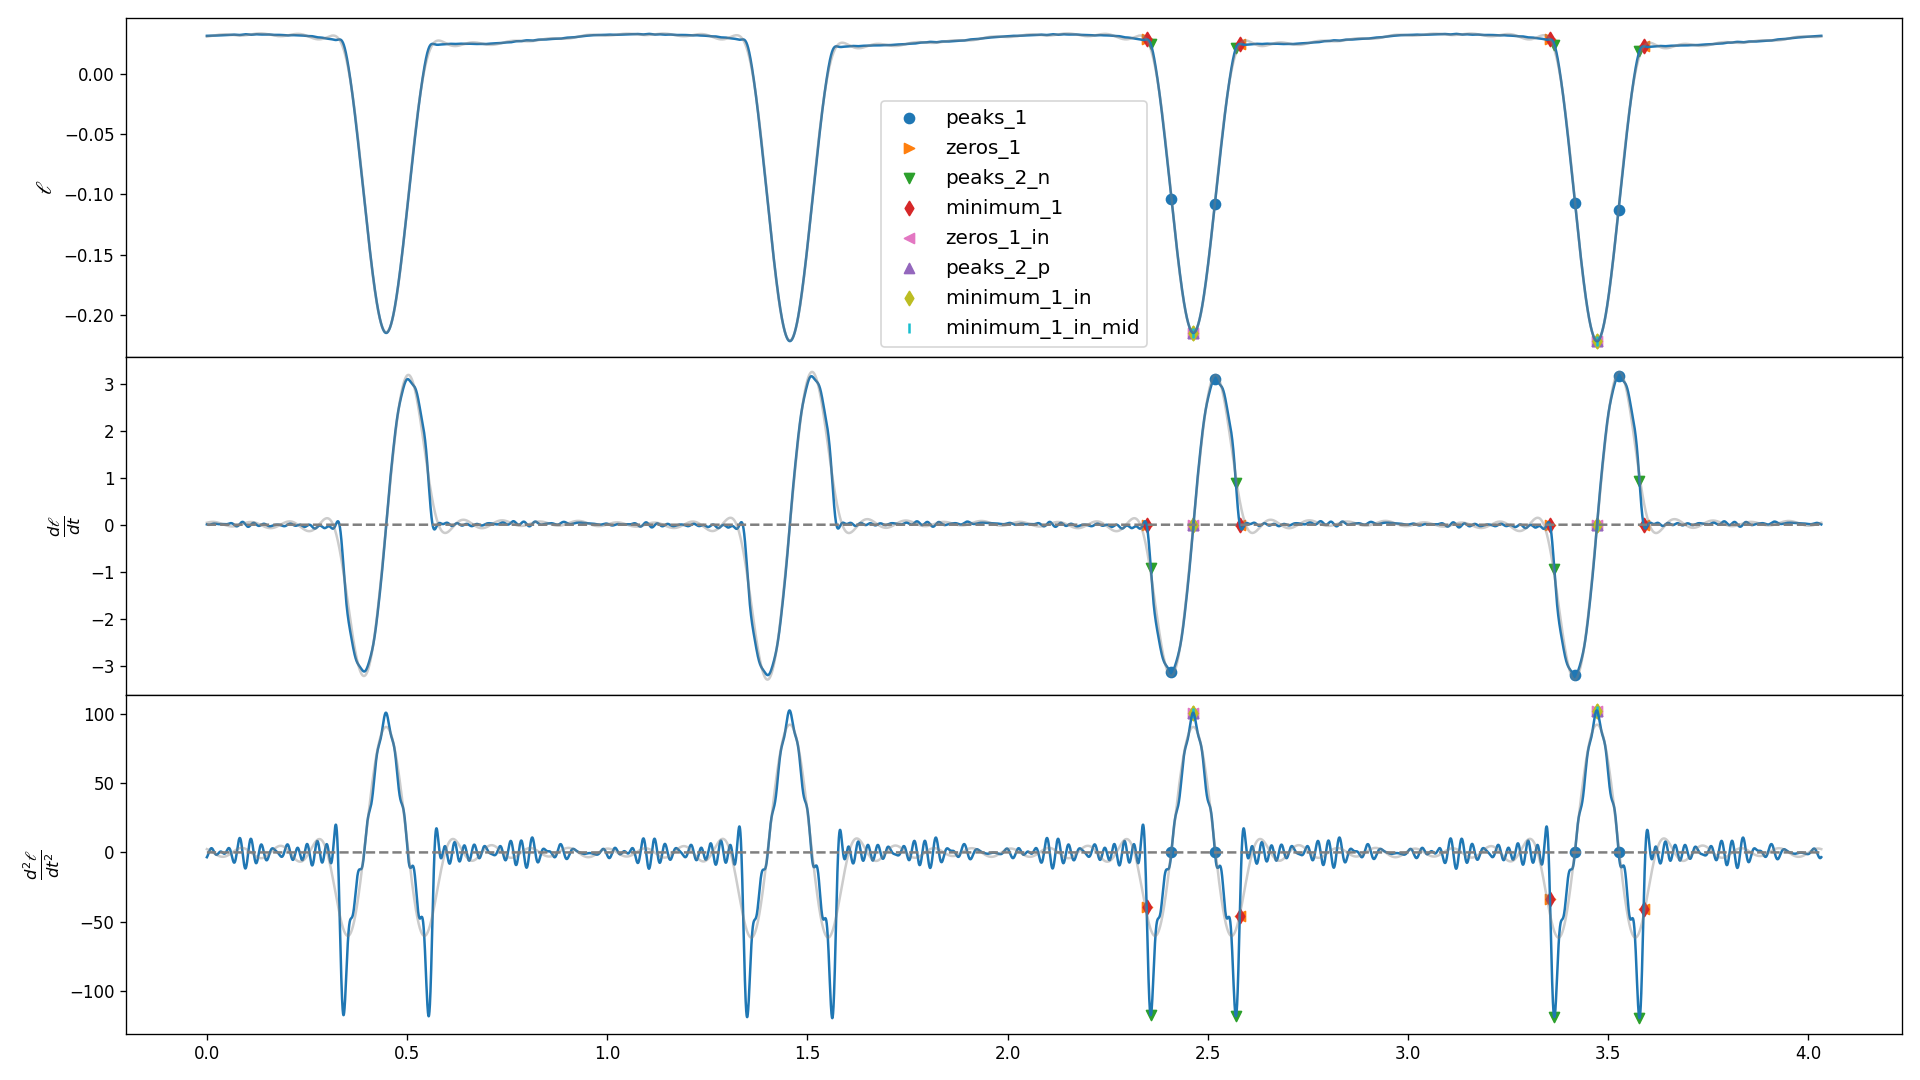 0.00
−0.05
−0.10
−0.15
−0.20
ℓ
peaks_1
zeros_1
peaks_2_n
minimum_1
zeros_1_in
peaks_2_p
minimum_1_in
minimum_1_in_mid
3
2
1
0
−1
−2
−3
dℓ/dt
100
50
0
−50
−100
d²ℓ/dt²
0.0 0.5 1.0 1.5 2.0 2.5 3.0 3.5 4.0